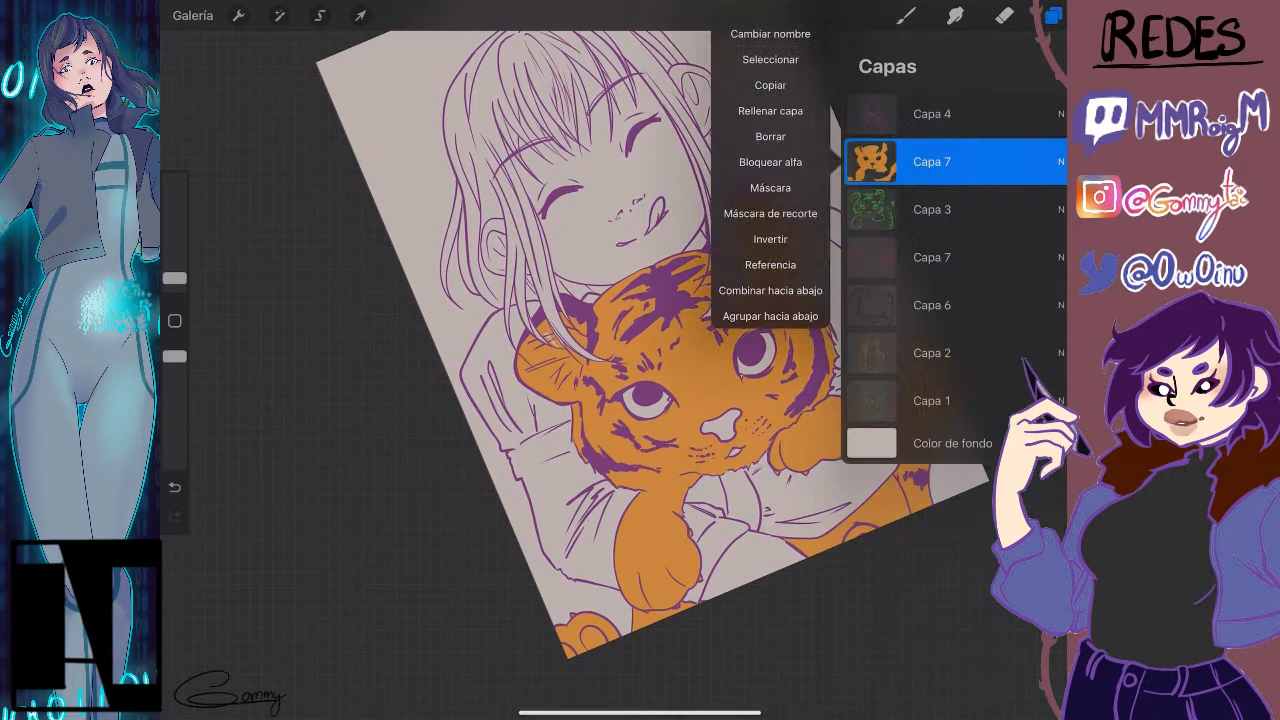 Galería
Cambiar nombre
Seleccionar
Copiar
Rellenar capa
Borrar
Bloquear alfa
Máscara
Máscara de recorte
Invertir
Referencia
Combinar hacia abajo
Agrupar hacia abajo
Capas
Capa 4 N
Capa 7 N
Capa 3 N
Capa 7 N
Capa 6 N
Capa 2 N
Capa 1 N
Color de fondo
REDES
MMRoigM
@Gommytai
@OwOinu
Gommy